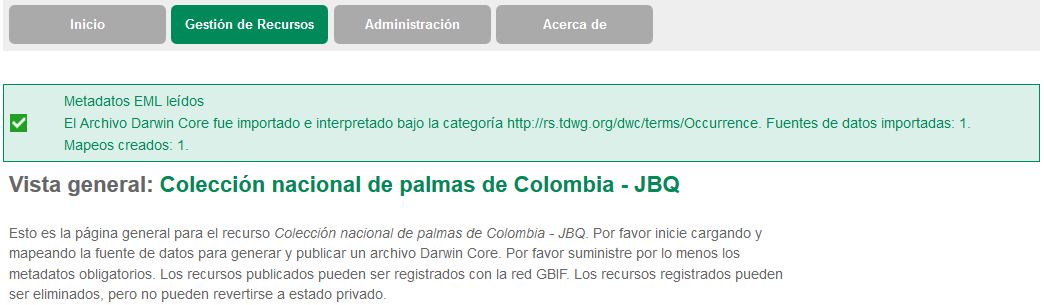 Inicio Gestión de Recursos Administración Acerca de
Metadatos EML leídos
El Archivo Darwin Core fue importado e interpretado bajo la categoría http://rs.tdwg.org/dwc/terms/Occurrence. Fuentes de datos importadas: 1.
Mapeos creados: 1.
Vista general: Colección nacional de palmas de Colombia - JBQ
Esto es la página general para el recurso Colección nacional de palmas de Colombia - JBQ. Por favor inicie cargando y
mapeando la fuente de datos para generar y publicar un archivo Darwin Core. Por favor suministre por lo menos los
metadatos obligatorios. Los recursos publicados pueden ser registrados con la red GBIF. Los recursos registrados pueden
ser eliminados, pero no pueden revertirse a estado privado.